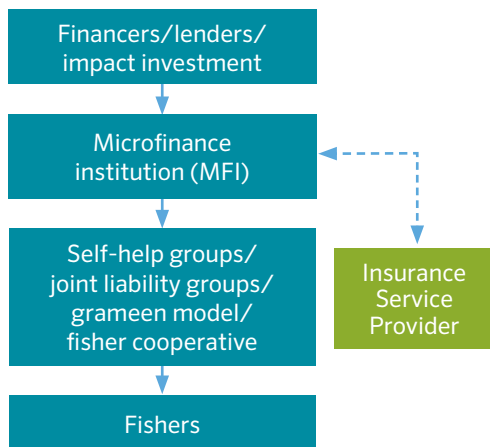 Financers/lenders/
impact investment
Microfinance
institution (MFI)
Self-help groups/
joint liability groups/
grameen model/
fisher cooperative
Insurance
Service
Provider
Fishers